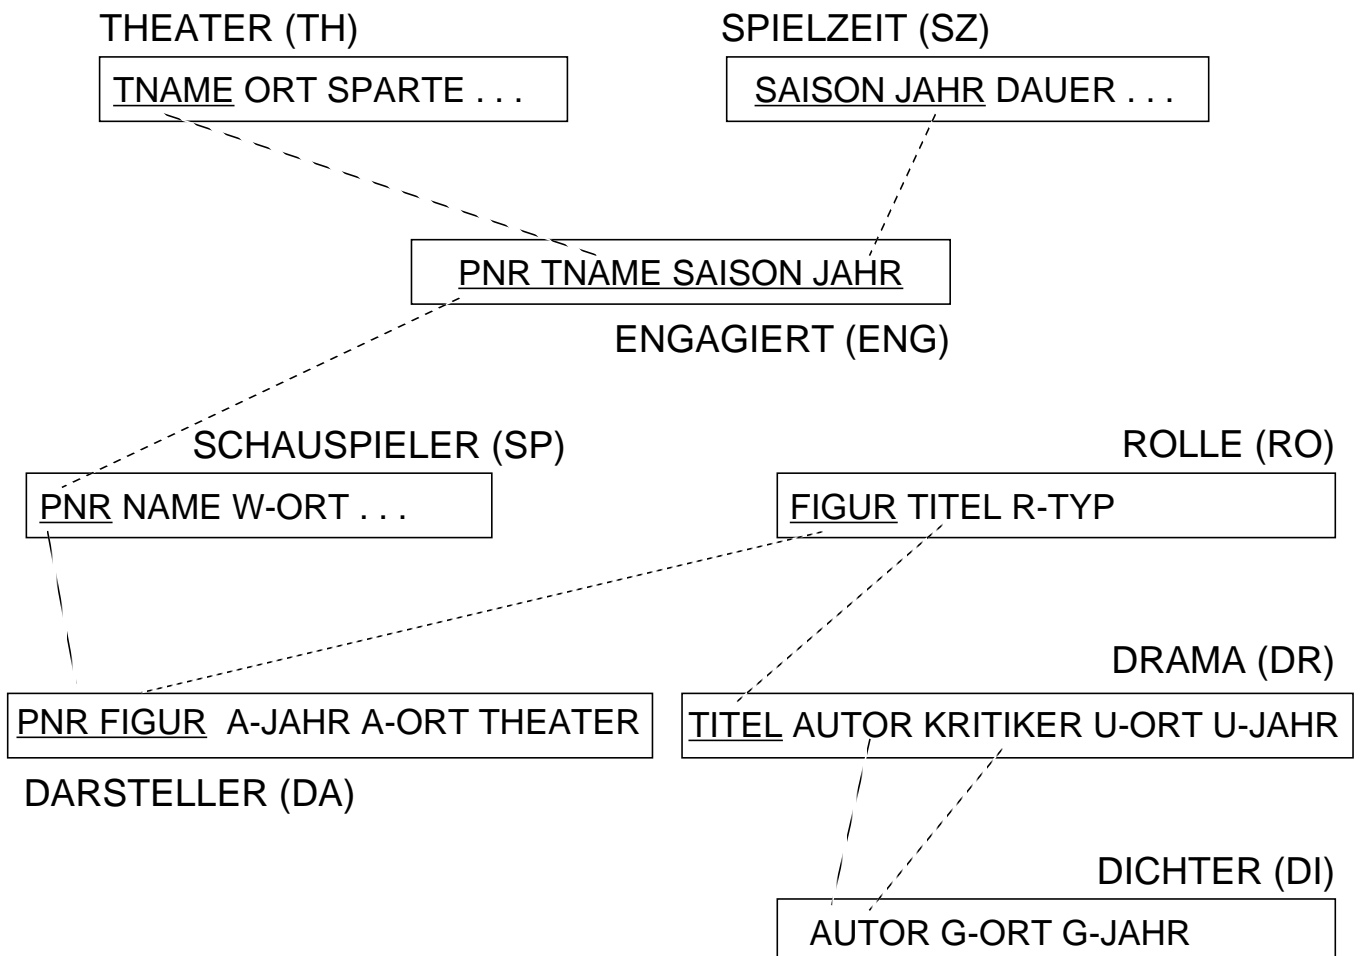 THEATER (TH)
SPIELZEIT (SZ)
TNAME ORT SPARTE . . .
SAISON JAHR DAUER . . .
PNR TNAME SAISON JAHR
ENGAGIERT (ENG)
SCHAUSPIELER (SP)
ROLLE (RO)
PNR NAME W-ORT . . .
FIGUR TITEL R-TYP
DRAMA (DR)
PNR FIGUR A-JAHR A-ORT THEATER
TITEL AUTOR KRITIKER U-ORT U-JAHR
DARSTELLER (DA)
DICHTER (DI)
AUTOR G-ORT G-JAHR